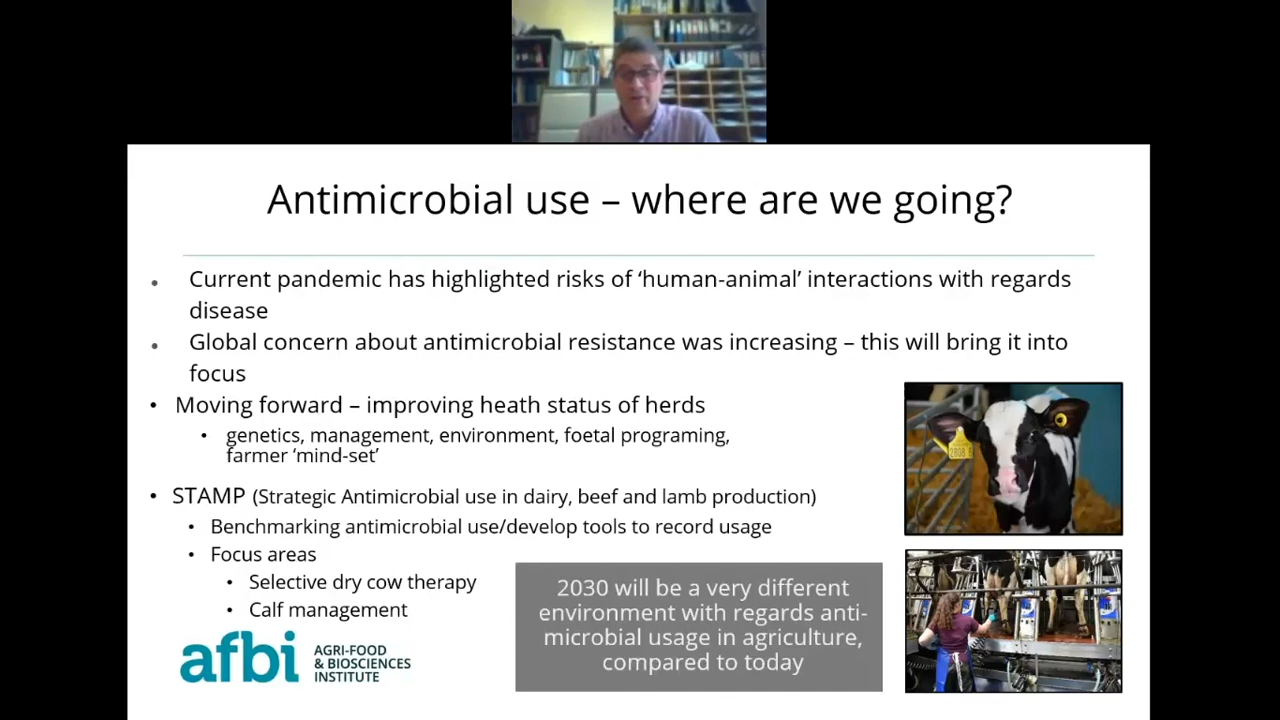 Antimicrobial use – where are we going?
• Current pandemic has highlighted risks of ‘human-animal’ interactions with regards
disease
• Global concern about antimicrobial resistance was increasing – this will bring it into
focus
• Moving forward – improving heath status of herds
• genetics, management, environment, foetal programing,
farmer ‘mind-set’
• STAMP (Strategic Antimicrobial use in dairy, beef and lamb production)
• Benchmarking antimicrobial use/develop tools to record usage
• Focus areas
• Selective dry cow therapy
• Calf management
2030 will be a very different
environment with regards anti-
microbial usage in agriculture,
compared to today
afbi
AGRI-FOOD
& BIOSCIENCES
INSTITUTE